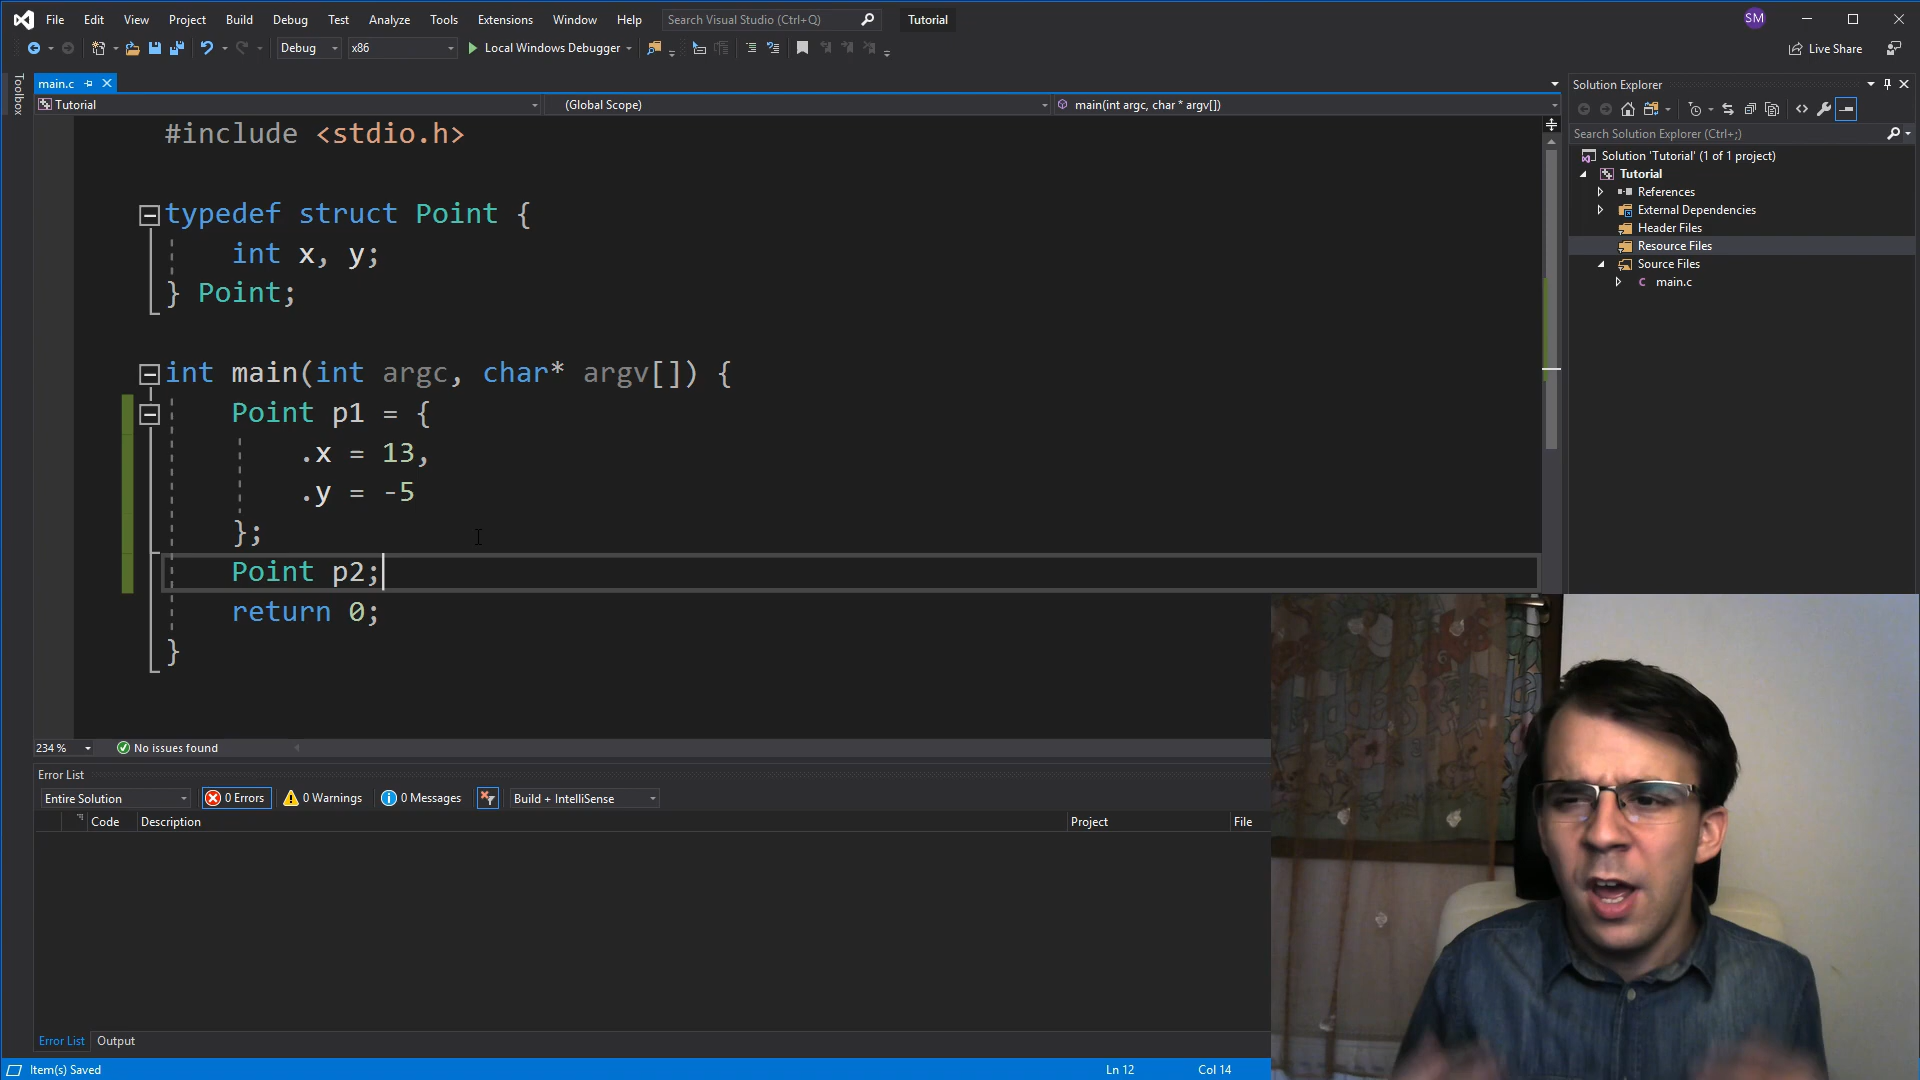 File Edit View Project Build Debug Test Analyze Tools Extensions Window Help Search Visual Studio (Ctrl+Q) Tutorial SM
Debug x86 Local Windows Debugger Live Share
Toolbox
main.c
Tutorial (Global Scope) main(int argc, char * argv[])
#include <stdio.h>
typedef struct Point {
int x, y;
} Point;
int main(int argc, char* argv[]) {
Point p1 = {
.x = 13,
.y = -5
};
Point p2;
return 0;
}
234 % No issues found
Solution Explorer
Search Solution Explorer (Ctrl+;)
Solution 'Tutorial' (1 of 1 project)
Tutorial
References
External Dependencies
Header Files
Resource Files
Source Files
C main.c
Error List
Entire Solution 0 Errors 0 Warnings 0 Messages Build + IntelliSense
Code Description Project File
Error List Output
Item(s) Saved Ln 12 Col 14